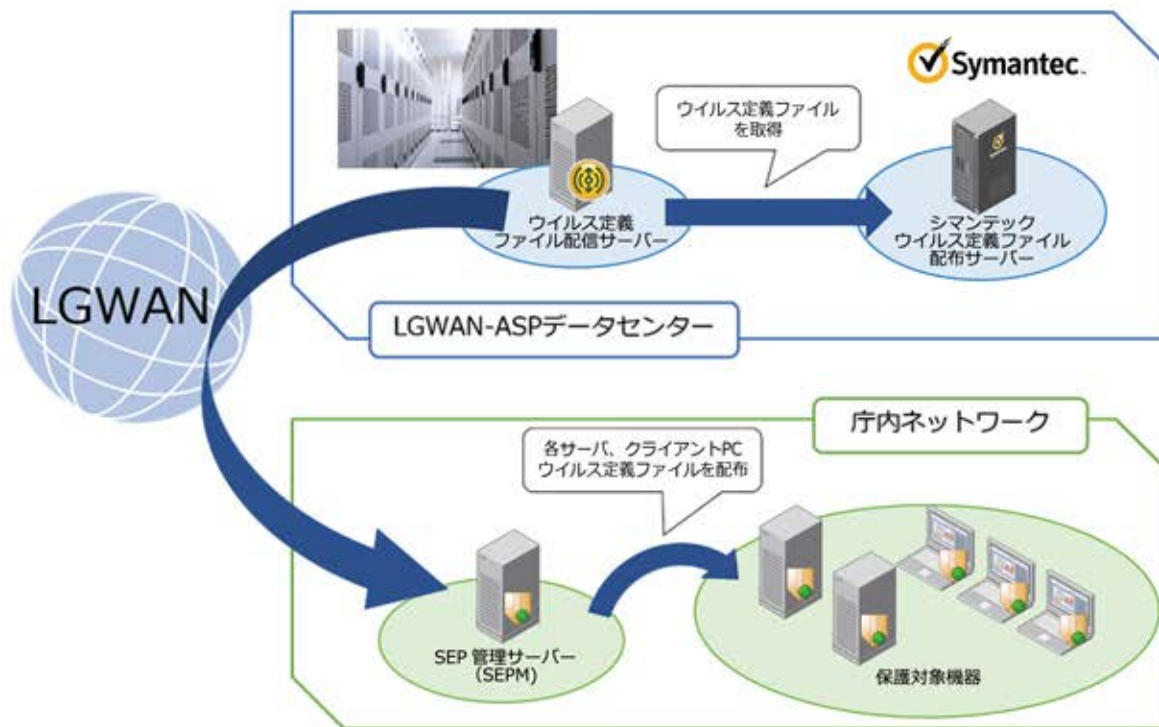 Symantec™
ウイルス定義ファイル
を取得
ウイルス定義
ファイル配信サーバー
シマンテック
ウイルス定義ファイル
配布サーバー
LGWAN
LGWAN-ASPデータセンター
庁内ネットワーク
各サーバ、クライアントPC
ウイルス定義ファイルを配布
SEP 管理サーバー
(SEPM)
保護対象機器